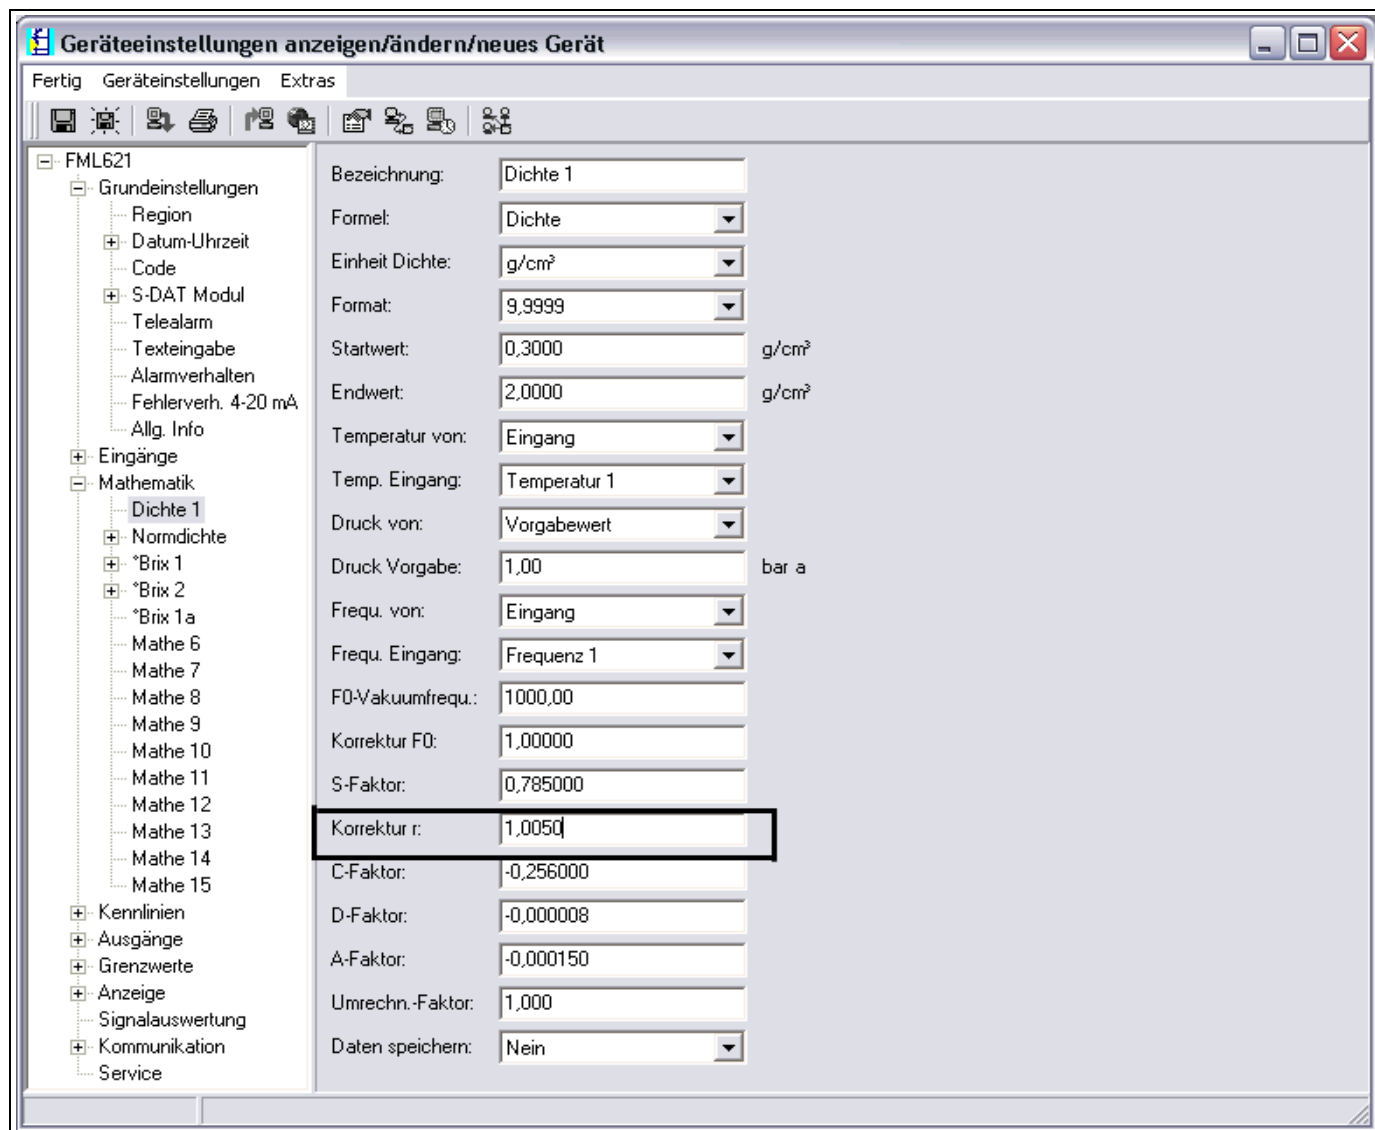 Geräteeinstellungen anzeigen/ändern/neues Gerät
Fertig Geräteinstellungen Extras
FML621
Grundeinstellungen
Region
Datum-Uhrzeit
Code
S-DAT Modul
Telealarm
Texteingabe
Alarmverhalten
Fehlerverh. 4-20 mA
Allg. Info
Eingänge
Mathematik
Dichte 1
Normdichte
°Brix 1
°Brix 2
°Brix 1a
Mathe 6
Mathe 7
Mathe 8
Mathe 9
Mathe 10
Mathe 11
Mathe 12
Mathe 13
Mathe 14
Mathe 15
Kennlinien
Ausgänge
Grenzwerte
Anzeige
Signalauswertung
Kommunikation
Service
Bezeichnung: Dichte 1
Formel: Dichte
Einheit Dichte: g/cm³
Format: 9,9999
Startwert: 0,3000 g/cm³
Endwert: 2,0000 g/cm³
Temperatur von: Eingang
Temp. Eingang: Temperatur 1
Druck von: Vorgabewert
Druck Vorgabe: 1,00 bar a
Frequ. von: Eingang
Frequ. Eingang: Frequenz 1
F0-Vakuumfrequ.: 1000,00
Korrektur F0: 1,00000
S-Faktor: 0,785000
Korrektur r: 1,0050
C-Faktor: -0,256000
D-Faktor: -0,000008
A-Faktor: -0,000150
Umrechn.-Faktor: 1,000
Daten speichern: Nein